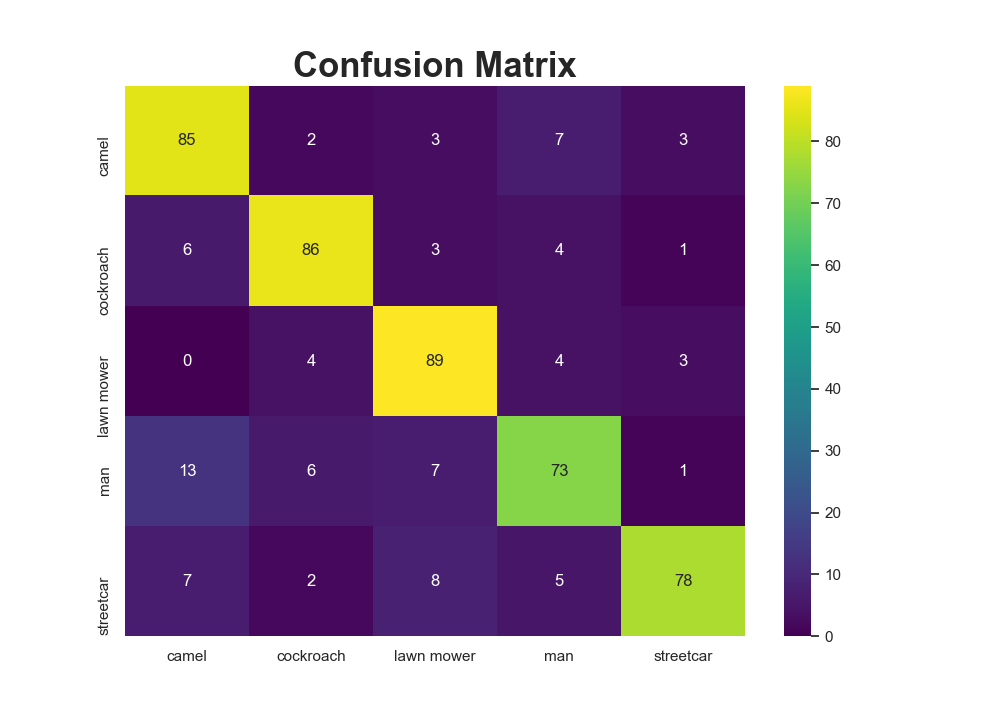 Confusion Matrix
camel 85 2 3 7 3
cockroach 6 86 3 4 1
lawn mower 0 4 89 4 3
man 13 6 7 73 1
streetcar 7 2 8 5 78
camel cockroach lawn mower man streetcar
80
70
60
50
40
30
20
10
0